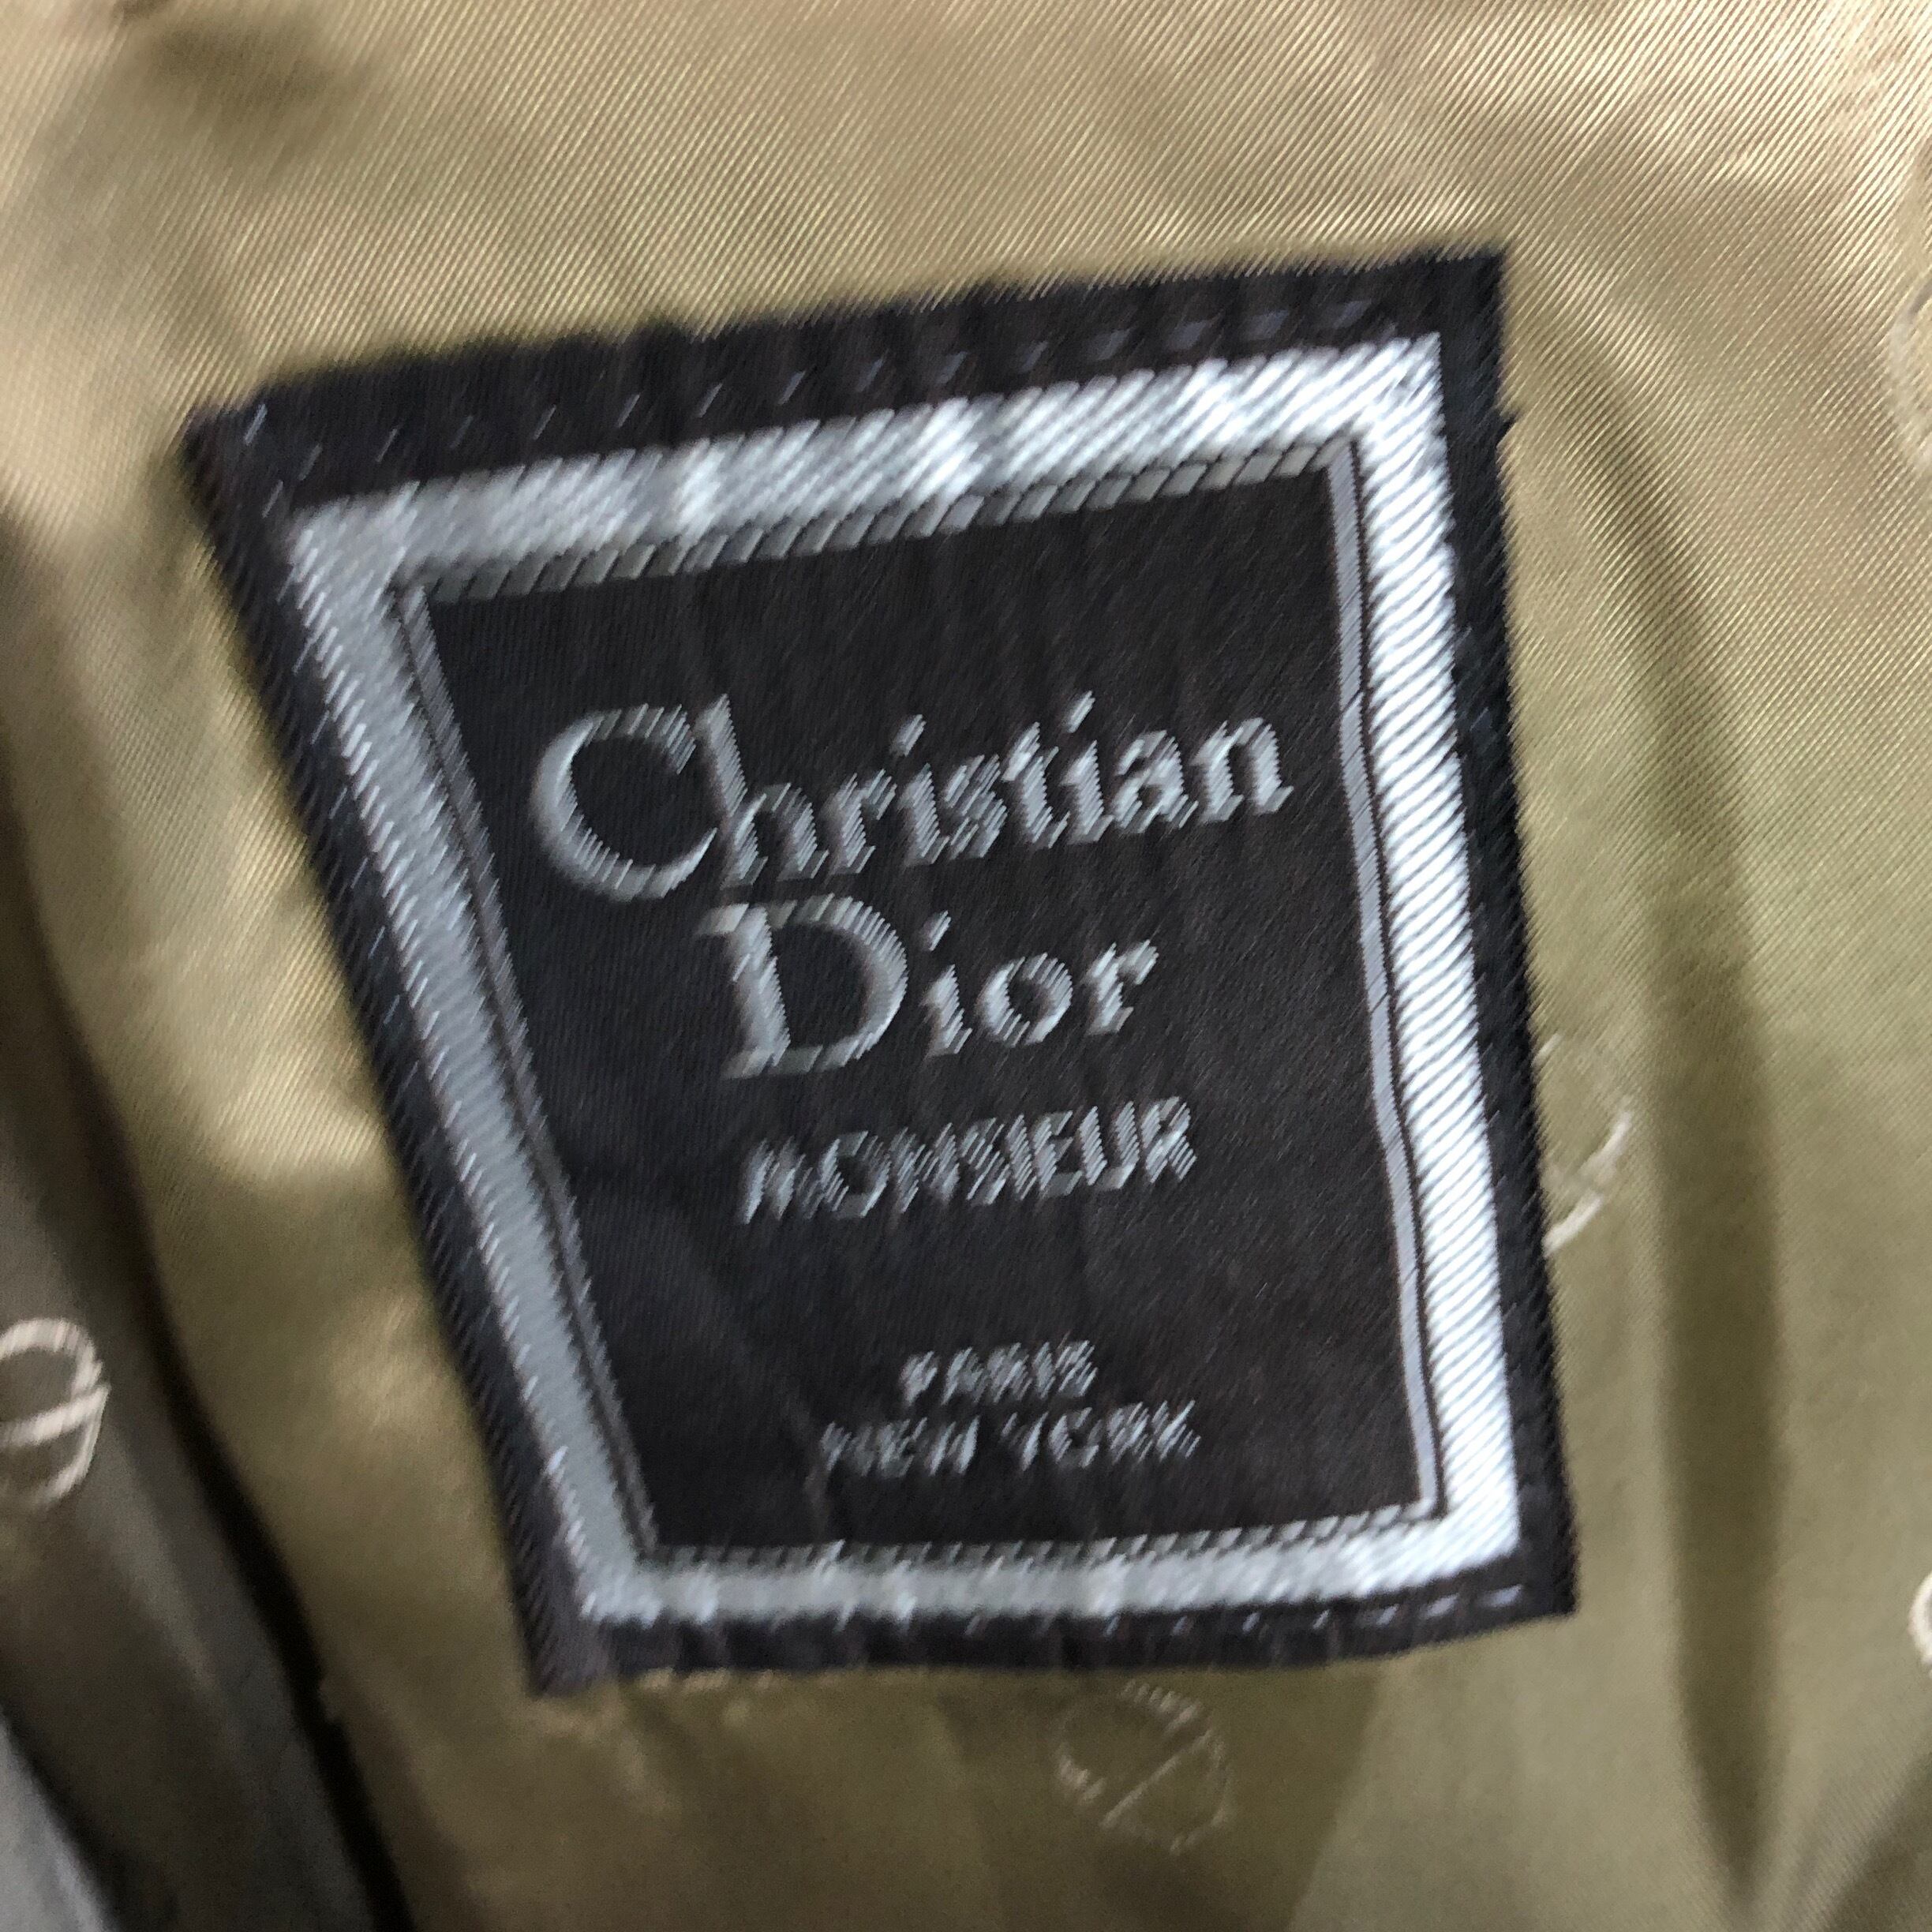 Christian
Dior
MONSIEUR
PARIS
NEW YORK